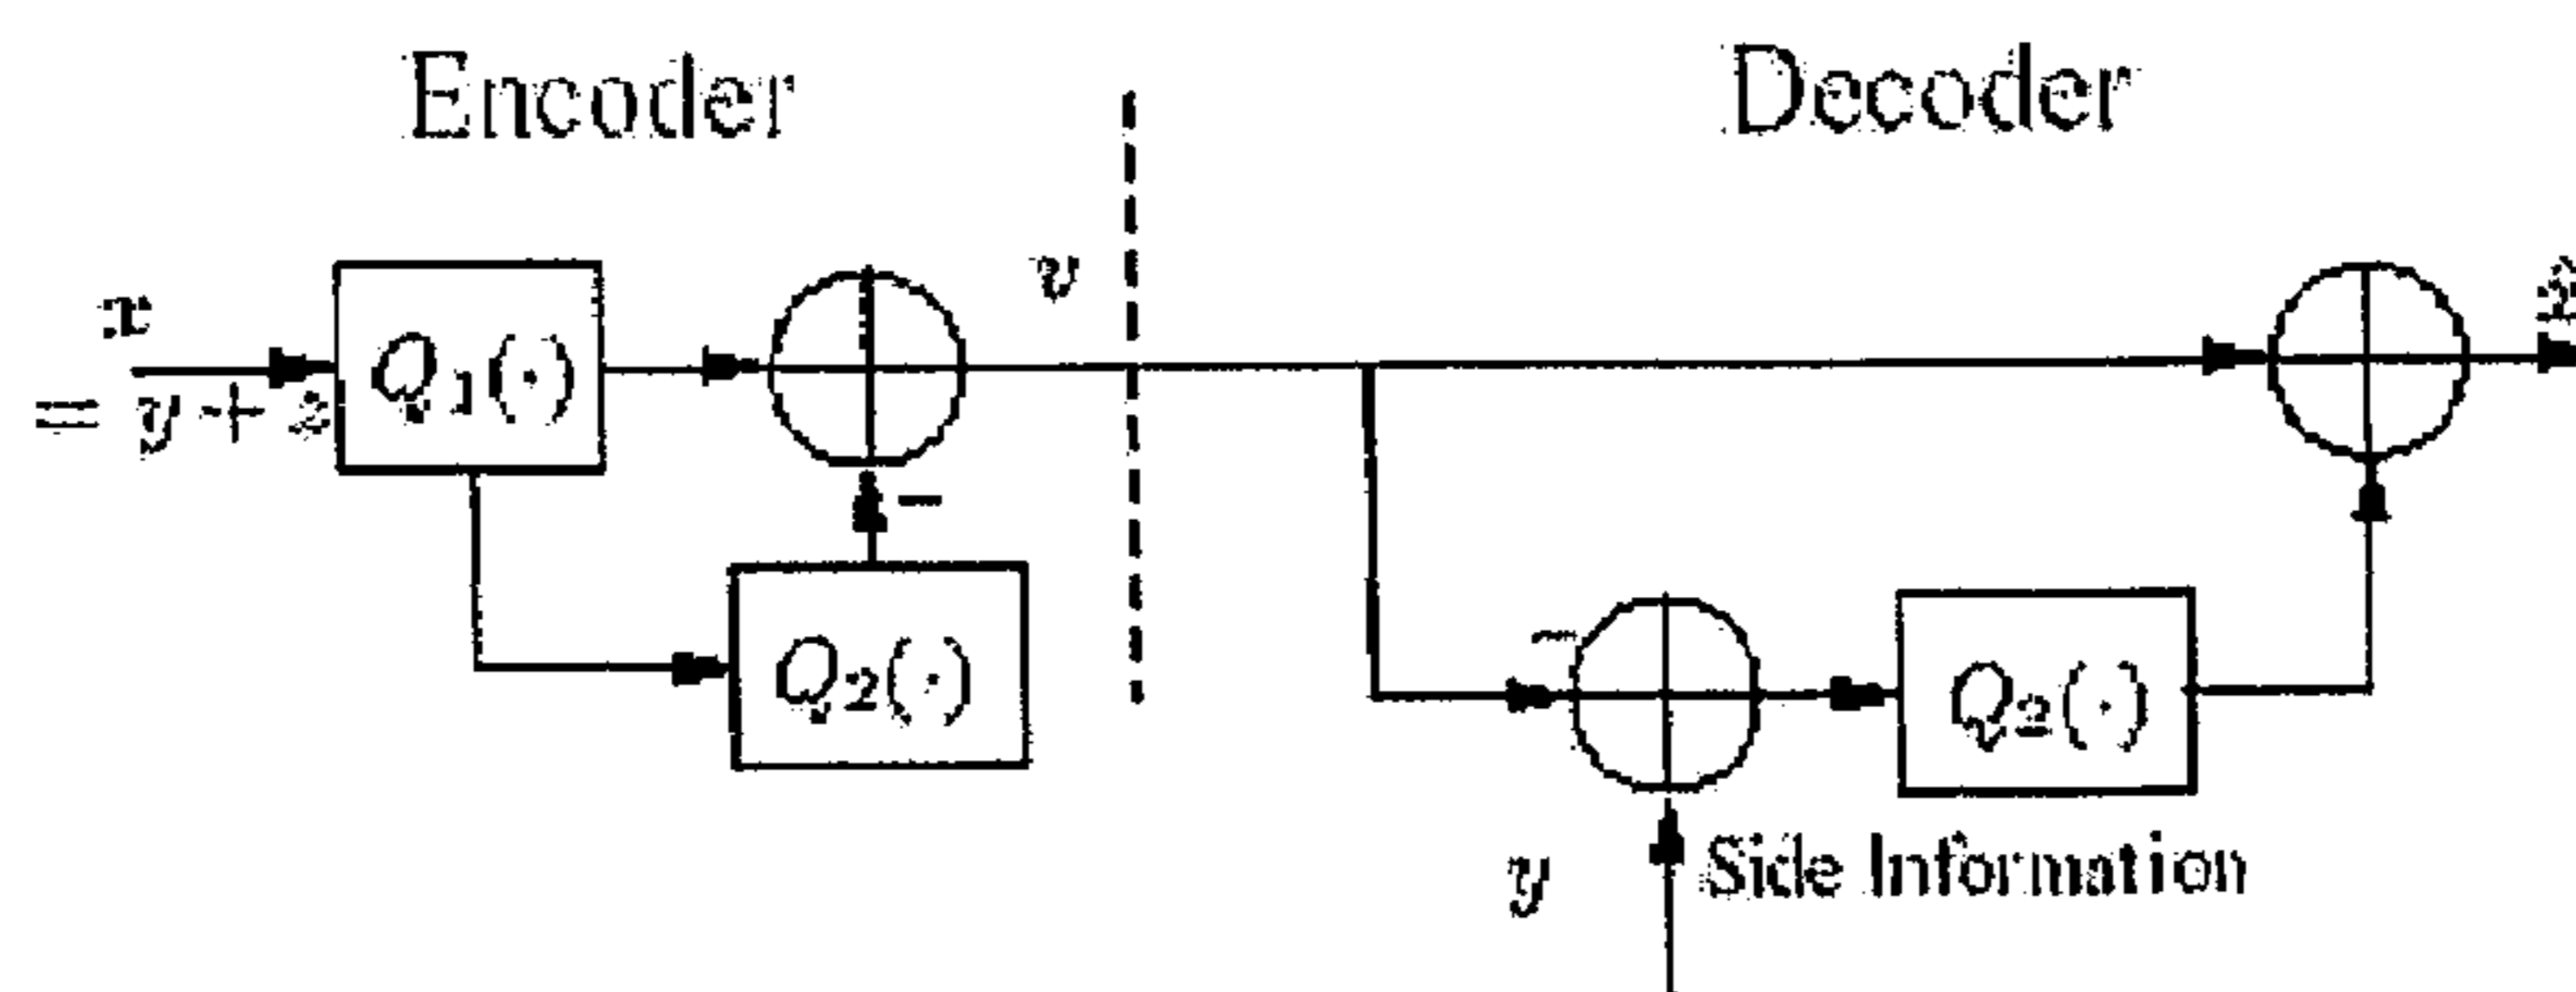 Encoder
Decoder
x
= y + z
Q1(·)
v
−
Q2(·)
−
Q2(·)
y
Side Information